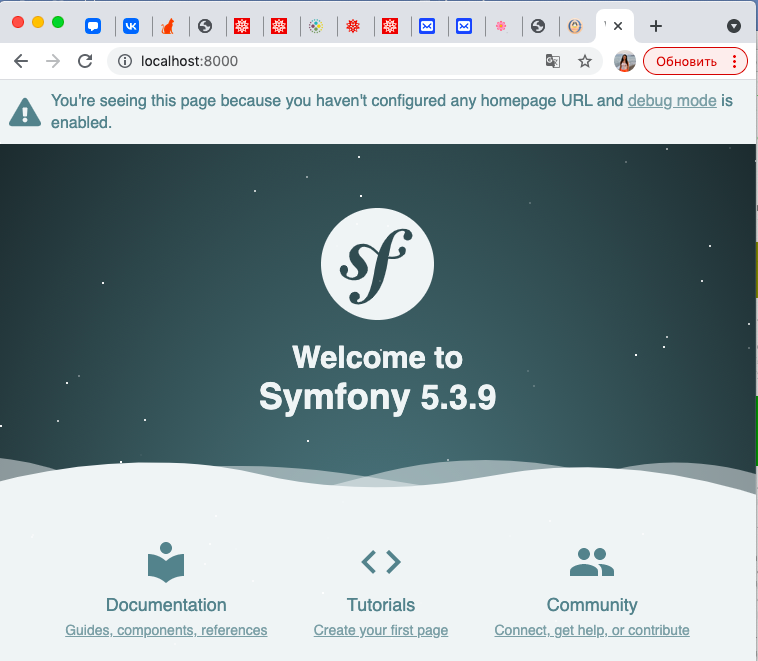 localhost:8000
Обновить
You're seeing this page because you haven't configured any homepage URL and debug mode is
enabled.
sf
Welcome to
Symfony 5.3.9
Documentation
Guides, components, references
Tutorials
Create your first page
Community
Connect, get help, or contribute